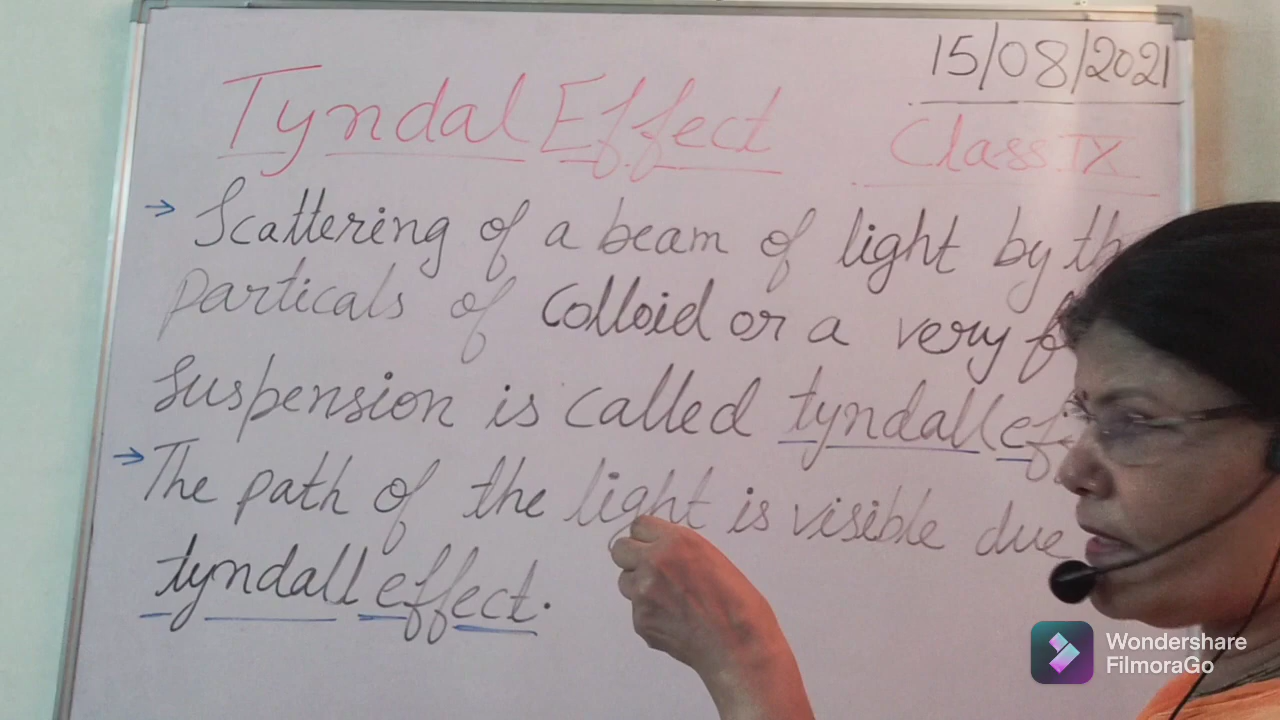 15/08/2021
Tyndal Effect
Class IX
→ Scattering of a beam of light by
particals of Colloid or a very
Suspension is called tyndall
→ The path of the light is visible due
tyndall effect.
Wondershare
FilmoraGo